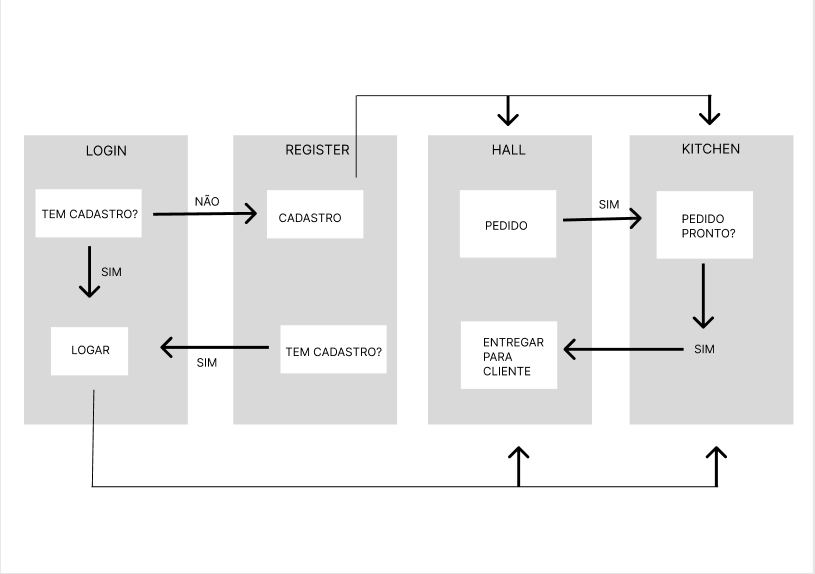 LOGIN
TEM CADASTRO?
NÃO
SIM
LOGAR
REGISTER
CADASTRO
TEM CADASTRO?
SIM
HALL
PEDIDO
SIM
ENTREGAR
PARA
CLIENTE
KITCHEN
PEDIDO
PRONTO?
SIM